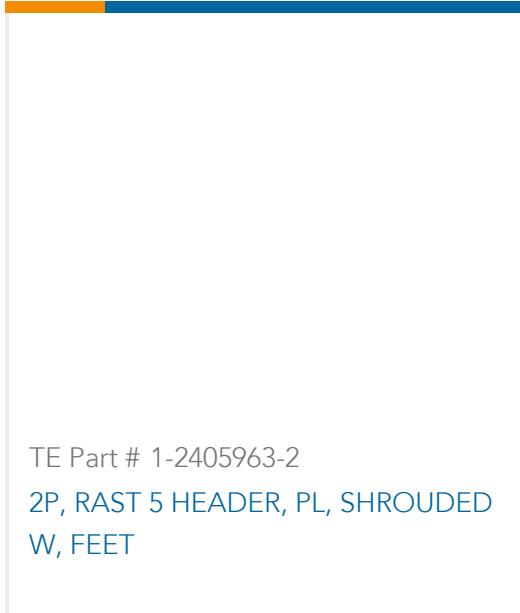 TE Part # 1-2405963-2
2P, RAST 5 HEADER, PL, SHROUDED
W, FEET